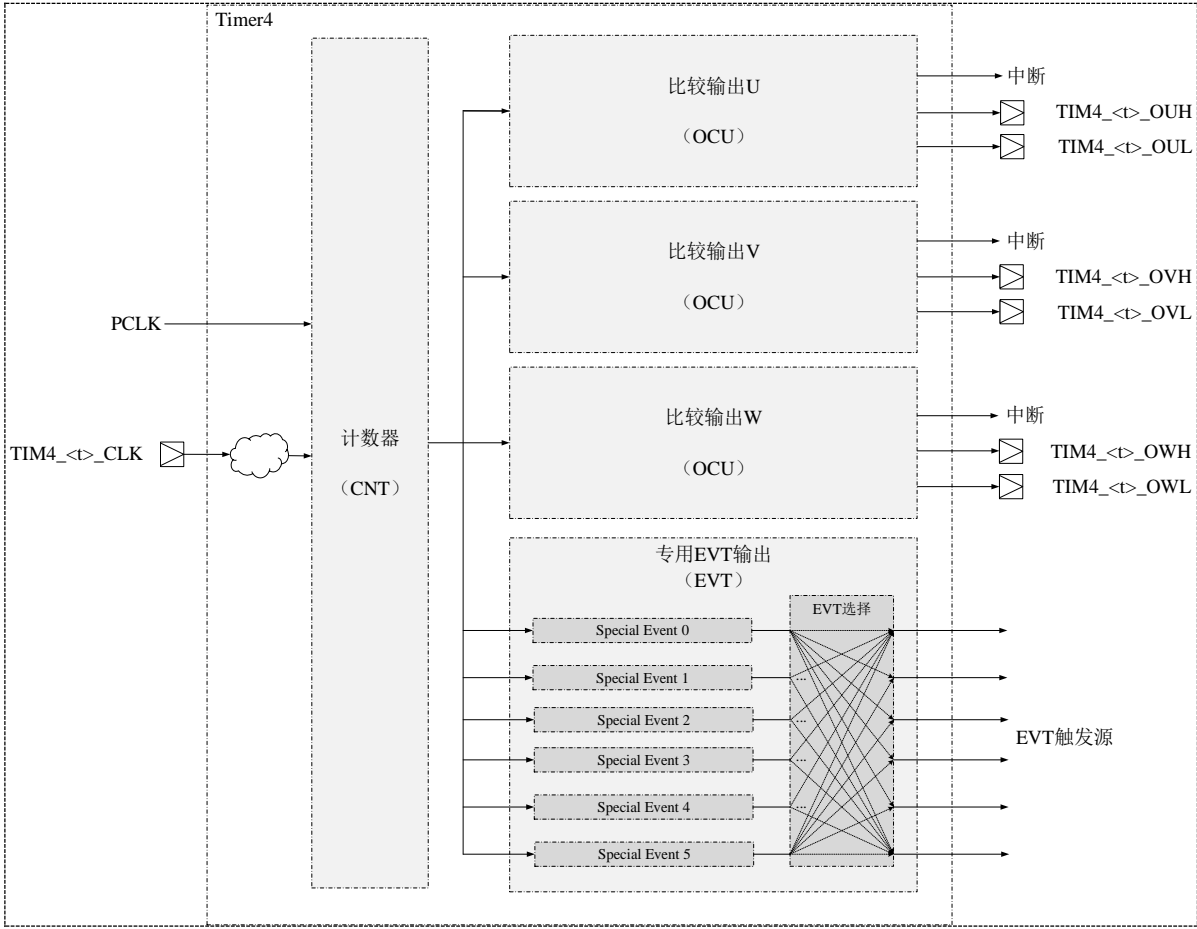 Timer4
比较输出U
（OCU）
中断
TIM4_<t>_OUH
TIM4_<t>_OUL
比较输出V
（OCU）
中断
TIM4_<t>_OVH
TIM4_<t>_OVL
PCLK
TIM4_<t>_CLK
计数器
（CNT）
比较输出W
（OCU）
中断
TIM4_<t>_OWH
TIM4_<t>_OWL
专用EVT输出
（EVT）
EVT选择
Special Event 0
Special Event 1
...
Special Event 2
...
Special Event 3
...
Special Event 4
...
Special Event 5
EVT触发源